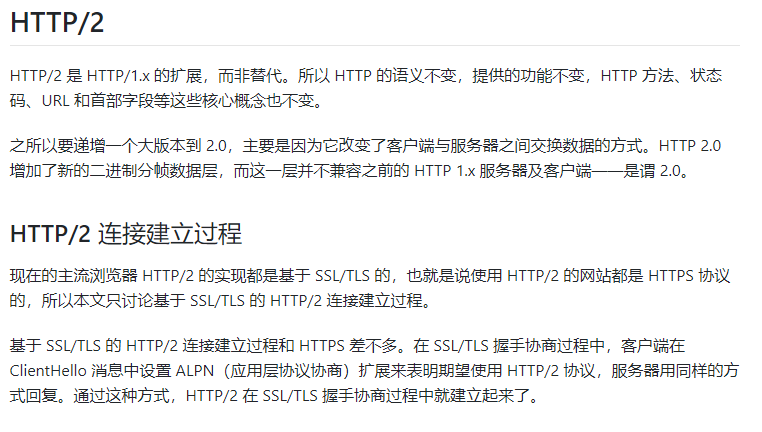 HTTP/2
HTTP/2 是 HTTP/1.x 的扩展，而非替代。所以 HTTP 的语义不变，提供的功能不变，HTTP 方法、状态
码、URL 和首部字段等这些核心概念也不变。
之所以要递增一个大版本到 2.0，主要是因为它改变了客户端与服务器之间交换数据的方式。HTTP 2.0
增加了新的二进制分帧数据层，而这一层并不兼容之前的 HTTP 1.x 服务器及客户端——是谓 2.0。
HTTP/2 连接建立过程
现在的主流浏览器 HTTP/2 的实现都是基于 SSL/TLS 的，也就是说使用 HTTP/2 的网站都是 HTTPS 协议
的，所以本文只讨论基于 SSL/TLS 的 HTTP/2 连接建立过程。
基于 SSL/TLS 的 HTTP/2 连接建立过程和 HTTPS 差不多。在 SSL/TLS 握手协商过程中，客户端在
ClientHello 消息中设置 ALPN（应用层协议协商）扩展来表明期望使用 HTTP/2 协议，服务器用同样的方
式回复。通过这种方式，HTTP/2 在 SSL/TLS 握手协商过程中就建立起来了。